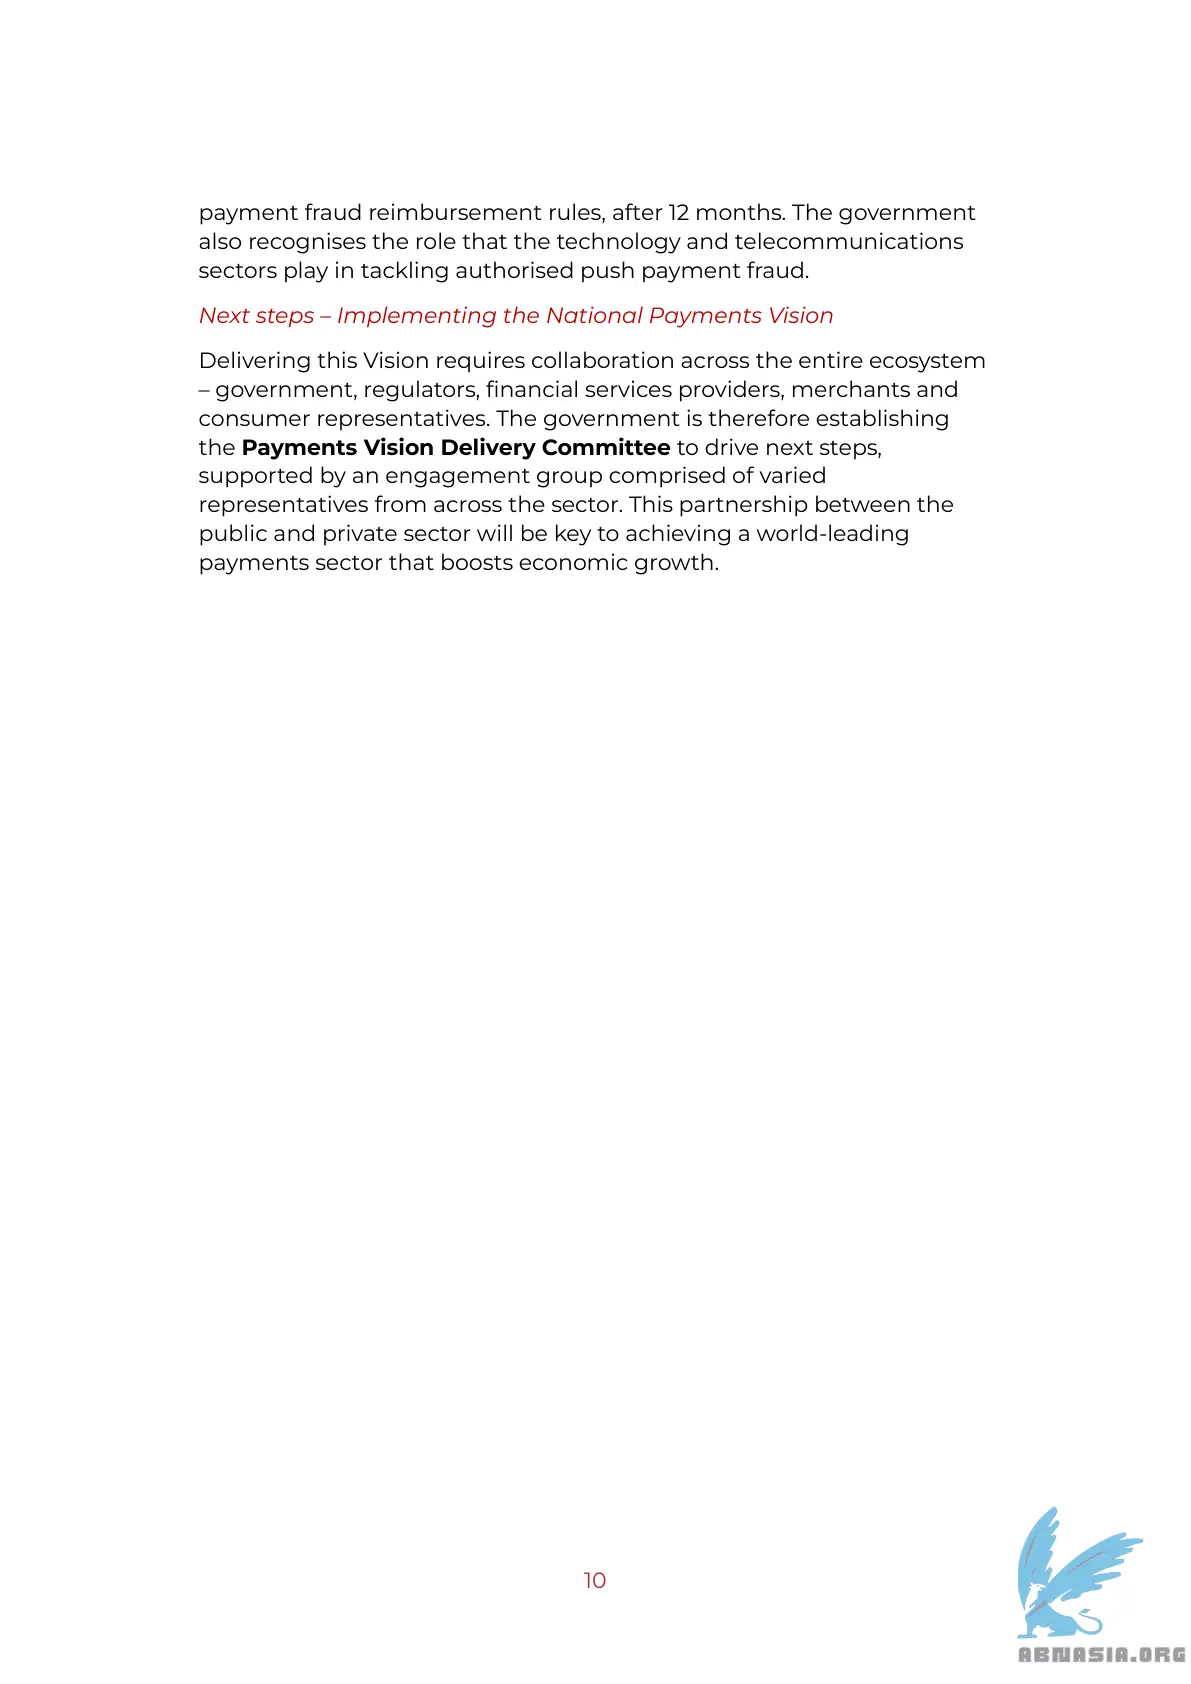 payment fraud reimbursement rules, after 12 months. The government
also recognises the role that the technology and telecommunications
sectors play in tackling authorised push payment fraud.
Next steps – Implementing the National Payments Vision
Delivering this Vision requires collaboration across the entire ecosystem
– government, regulators, financial services providers, merchants and
consumer representatives. The government is therefore establishing
the Payments Vision Delivery Committee to drive next steps,
supported by an engagement group comprised of varied
representatives from across the sector. This partnership between the
public and private sector will be key to achieving a world-leading
payments sector that boosts economic growth.
10
ABNASIA.ORG